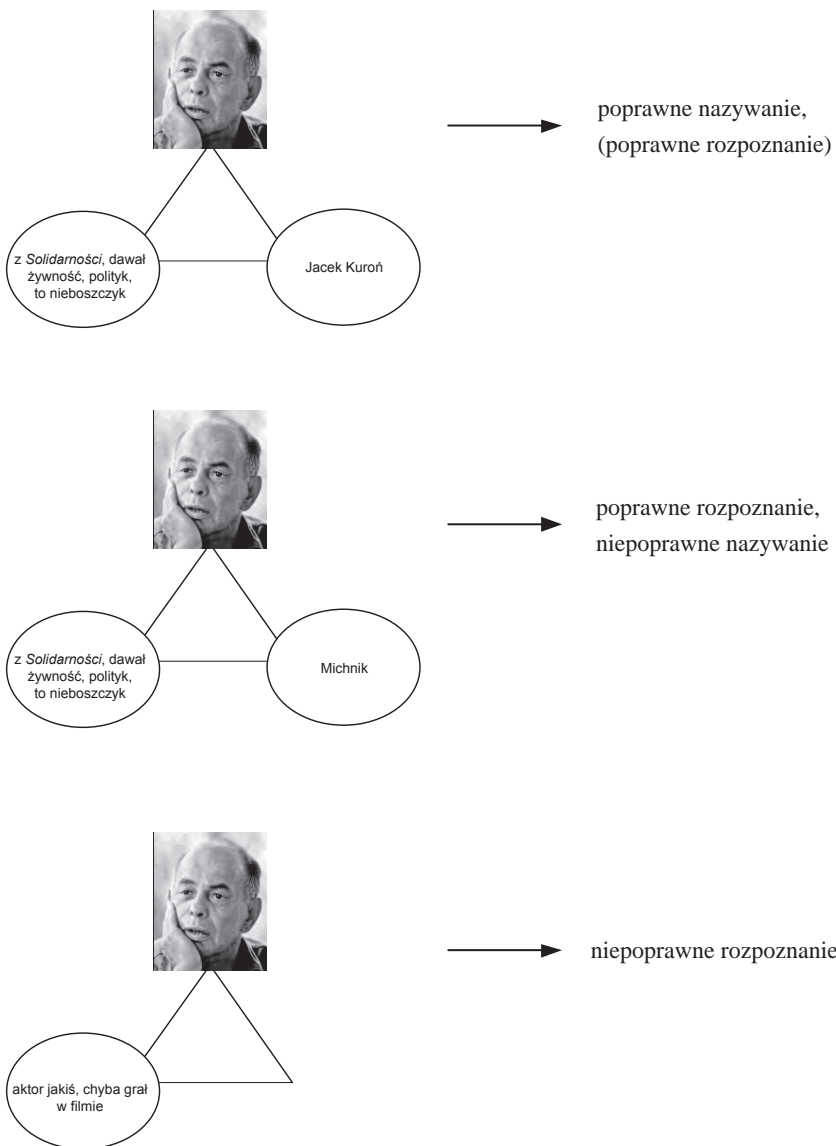 poprawne nazywanie,
(poprawne rozpoznanie)
z Solidarności, dawał
żywność, polityk,
to nieboszczyk
Jacek Kuroń
poprawne rozpoznanie,
niepoprawne nazywanie
z Solidarności, dawał
żywność, polityk,
to nieboszczyk
Michnik
niepoprawne rozpoznanie
aktor jakiś, chyba grał
w filmie